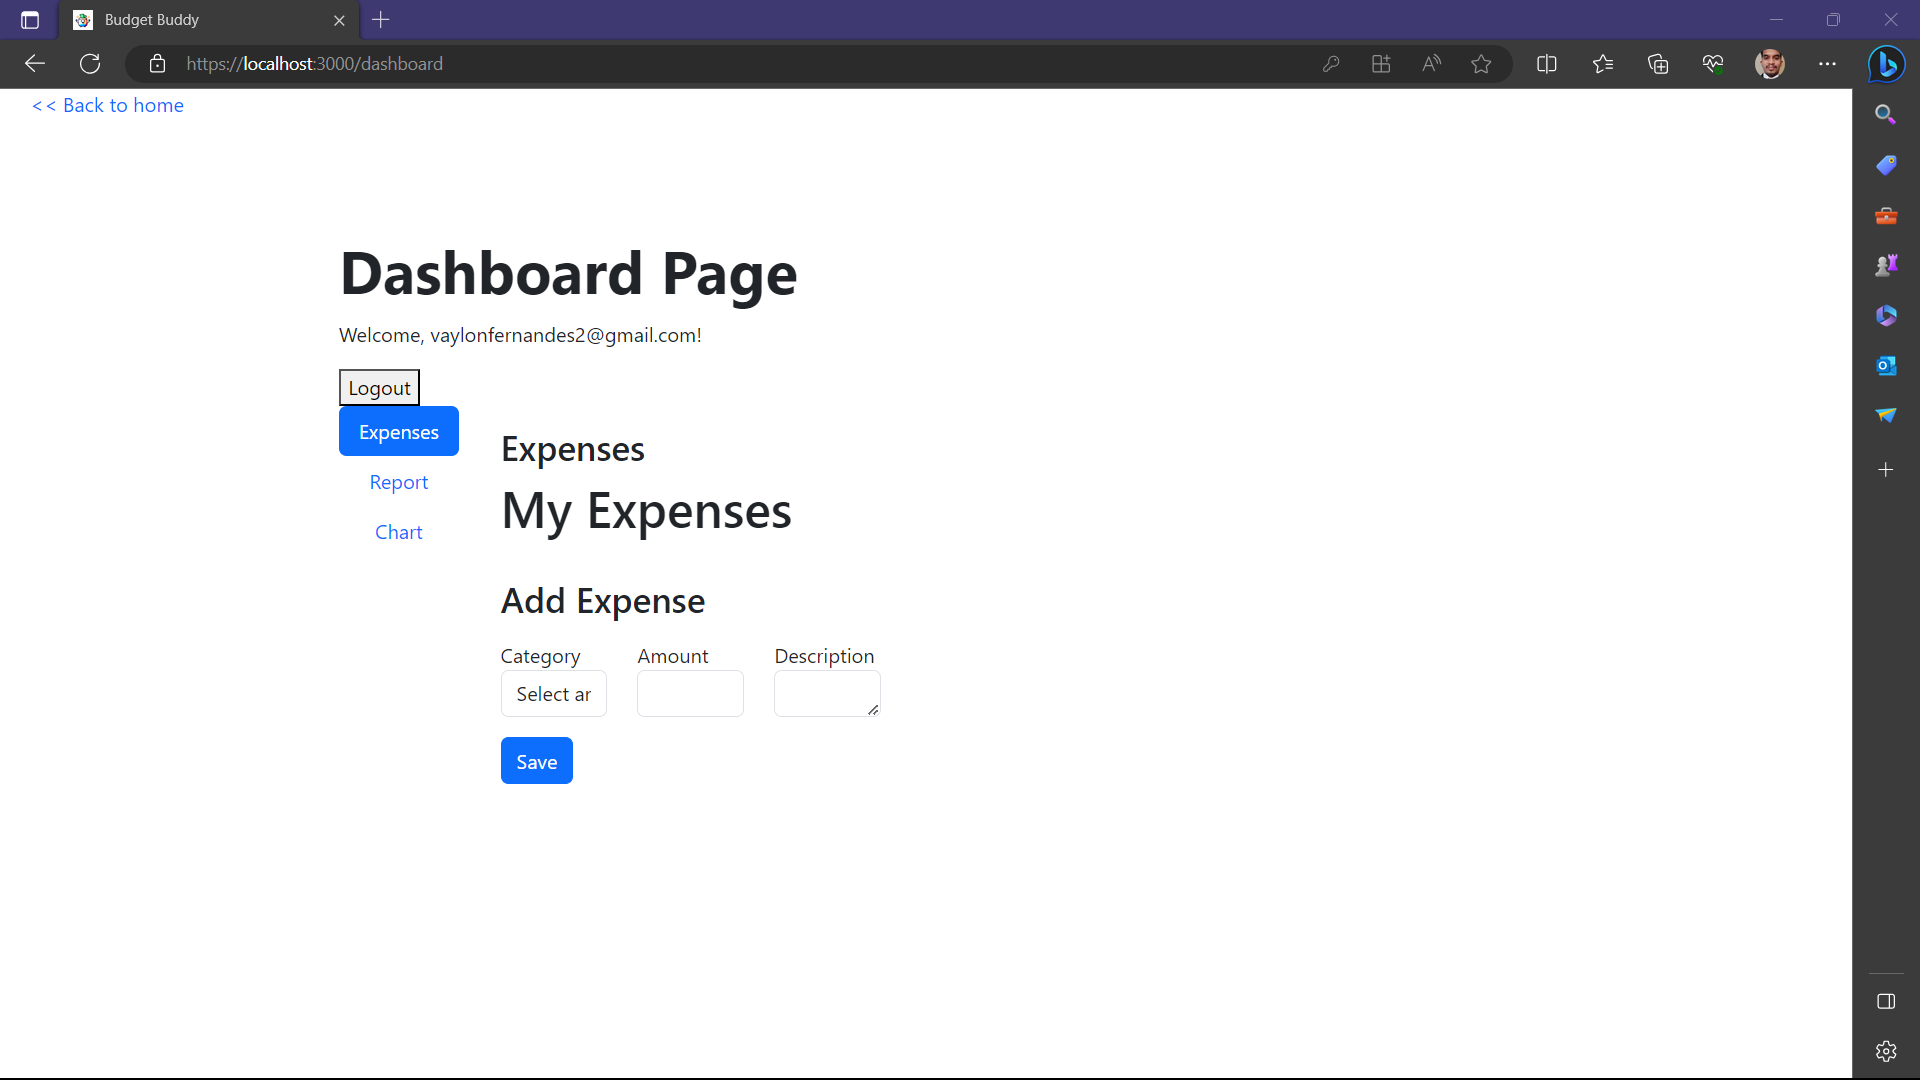 Budget Buddy
https://localhost:3000/dashboard
<< Back to home
Dashboard Page
Welcome, vaylonfernandes2@gmail.com!
Logout
Expenses
Report
Chart
Expenses
My Expenses
Add Expense
Category Amount Description
Select ar
Save